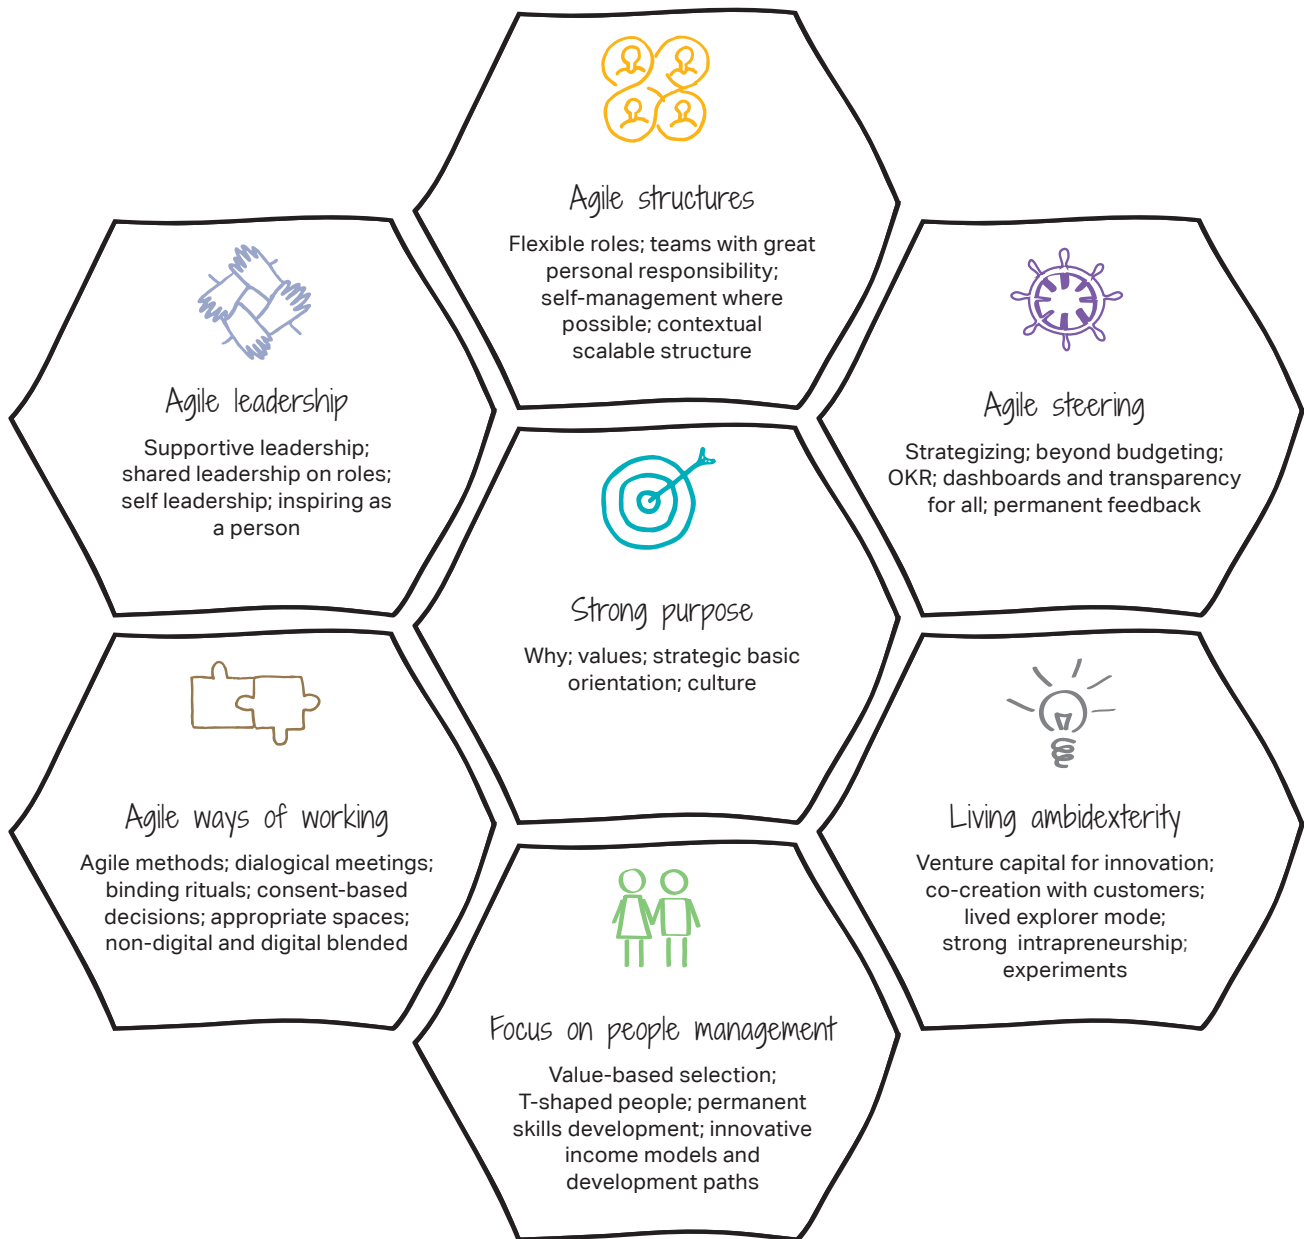 Agile structures
Flexible roles; teams with great
personal responsibility;
self-management where
possible; contextual
scalable structure
Agile leadership
Supportive leadership;
shared leadership on roles;
self leadership; inspiring as
a person
Agile steering
Strategizing; beyond budgeting;
OKR; dashboards and transparency
for all; permanent feedback
Strong purpose
Why; values; strategic basic
orientation; culture
Agile ways of working
Agile methods; dialogical meetings;
binding rituals; consent-based
decisions; appropriate spaces;
non-digital and digital blended
Living ambidexterity
Venture capital for innovation;
co-creation with customers;
lived explorer mode;
strong intrapreneurship;
experiments
Focus on people management
Value-based selection;
T-shaped people; permanent
skills development; innovative
income models and
development paths